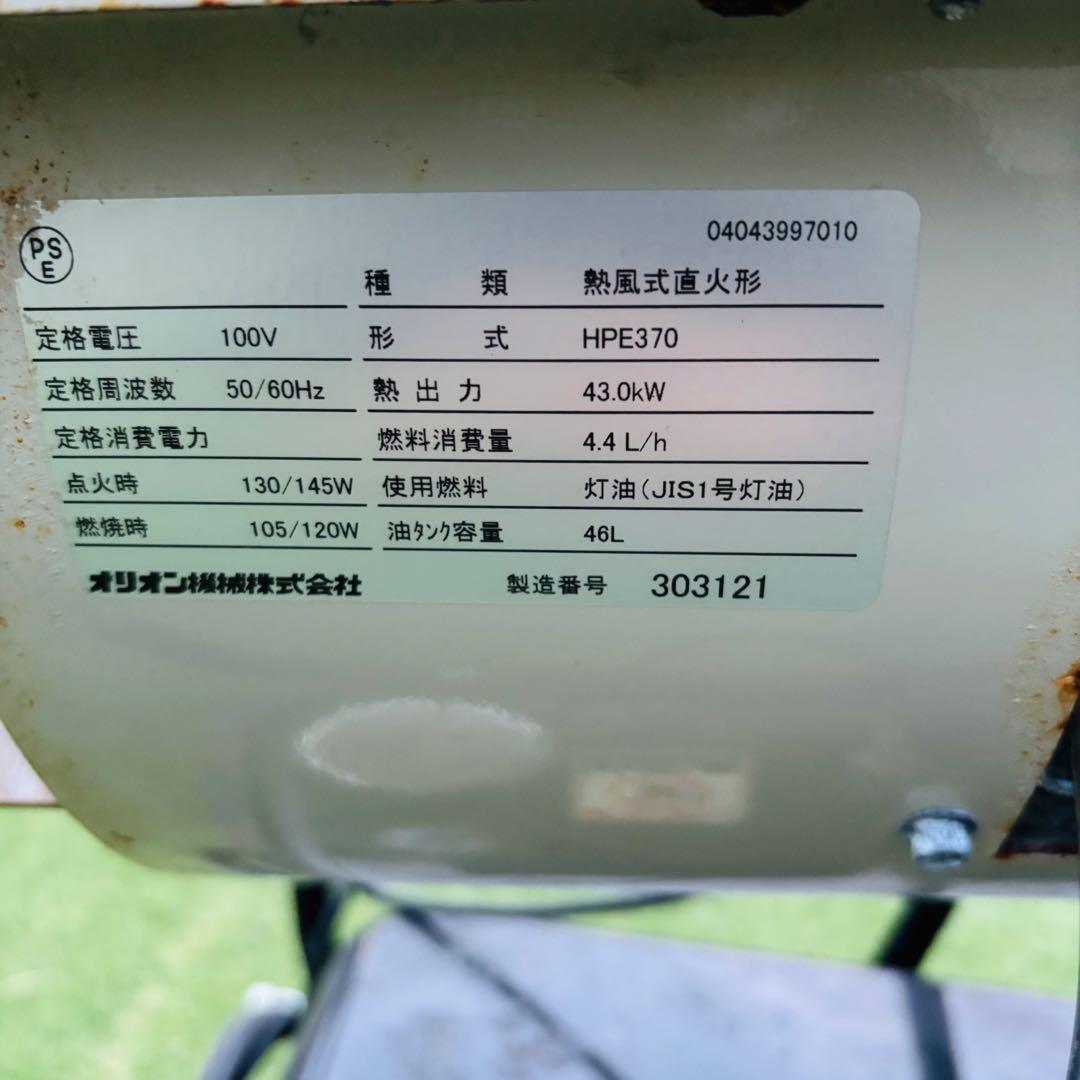 04043997010
PS
E
種 類 熱風式直火形
定格電圧 100V 形 式 HPE370
定格周波数 50/60Hz 熱 出 力 43.0kW
定格消費電力 燃料消費量 4.4 L/h
点火時 130/145W 使用燃料 灯油(JIS1号灯油)
燃焼時 105/120W 油タンク容量 46L
オリオン機械株式会社 製造番号 303121